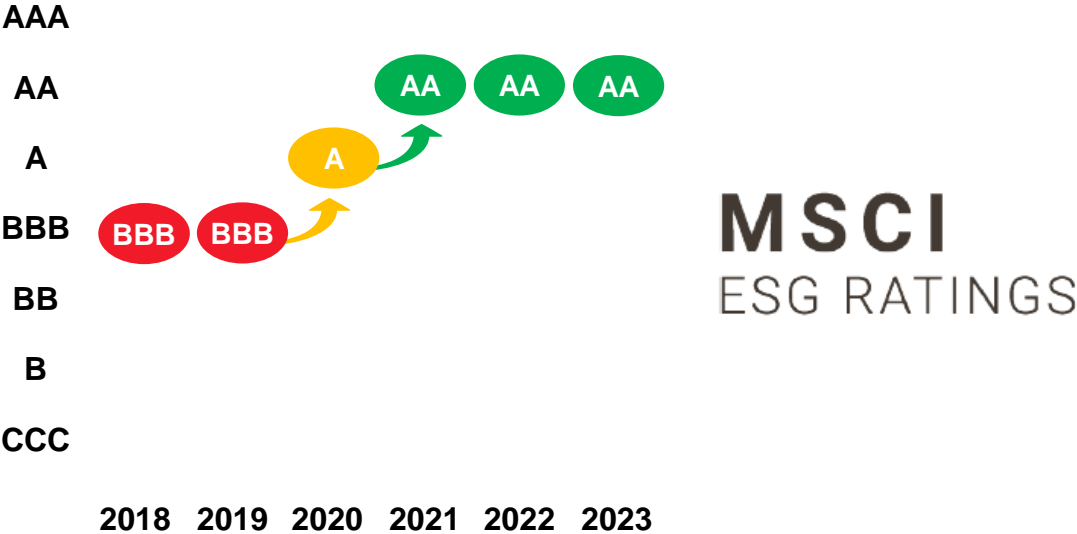 AAA
AA
AA AA AA
A
A
BBB
BBB BBB
BB
B
CCC
2018 2019 2020 2021 2022 2023
MSCI
ESG RATINGS